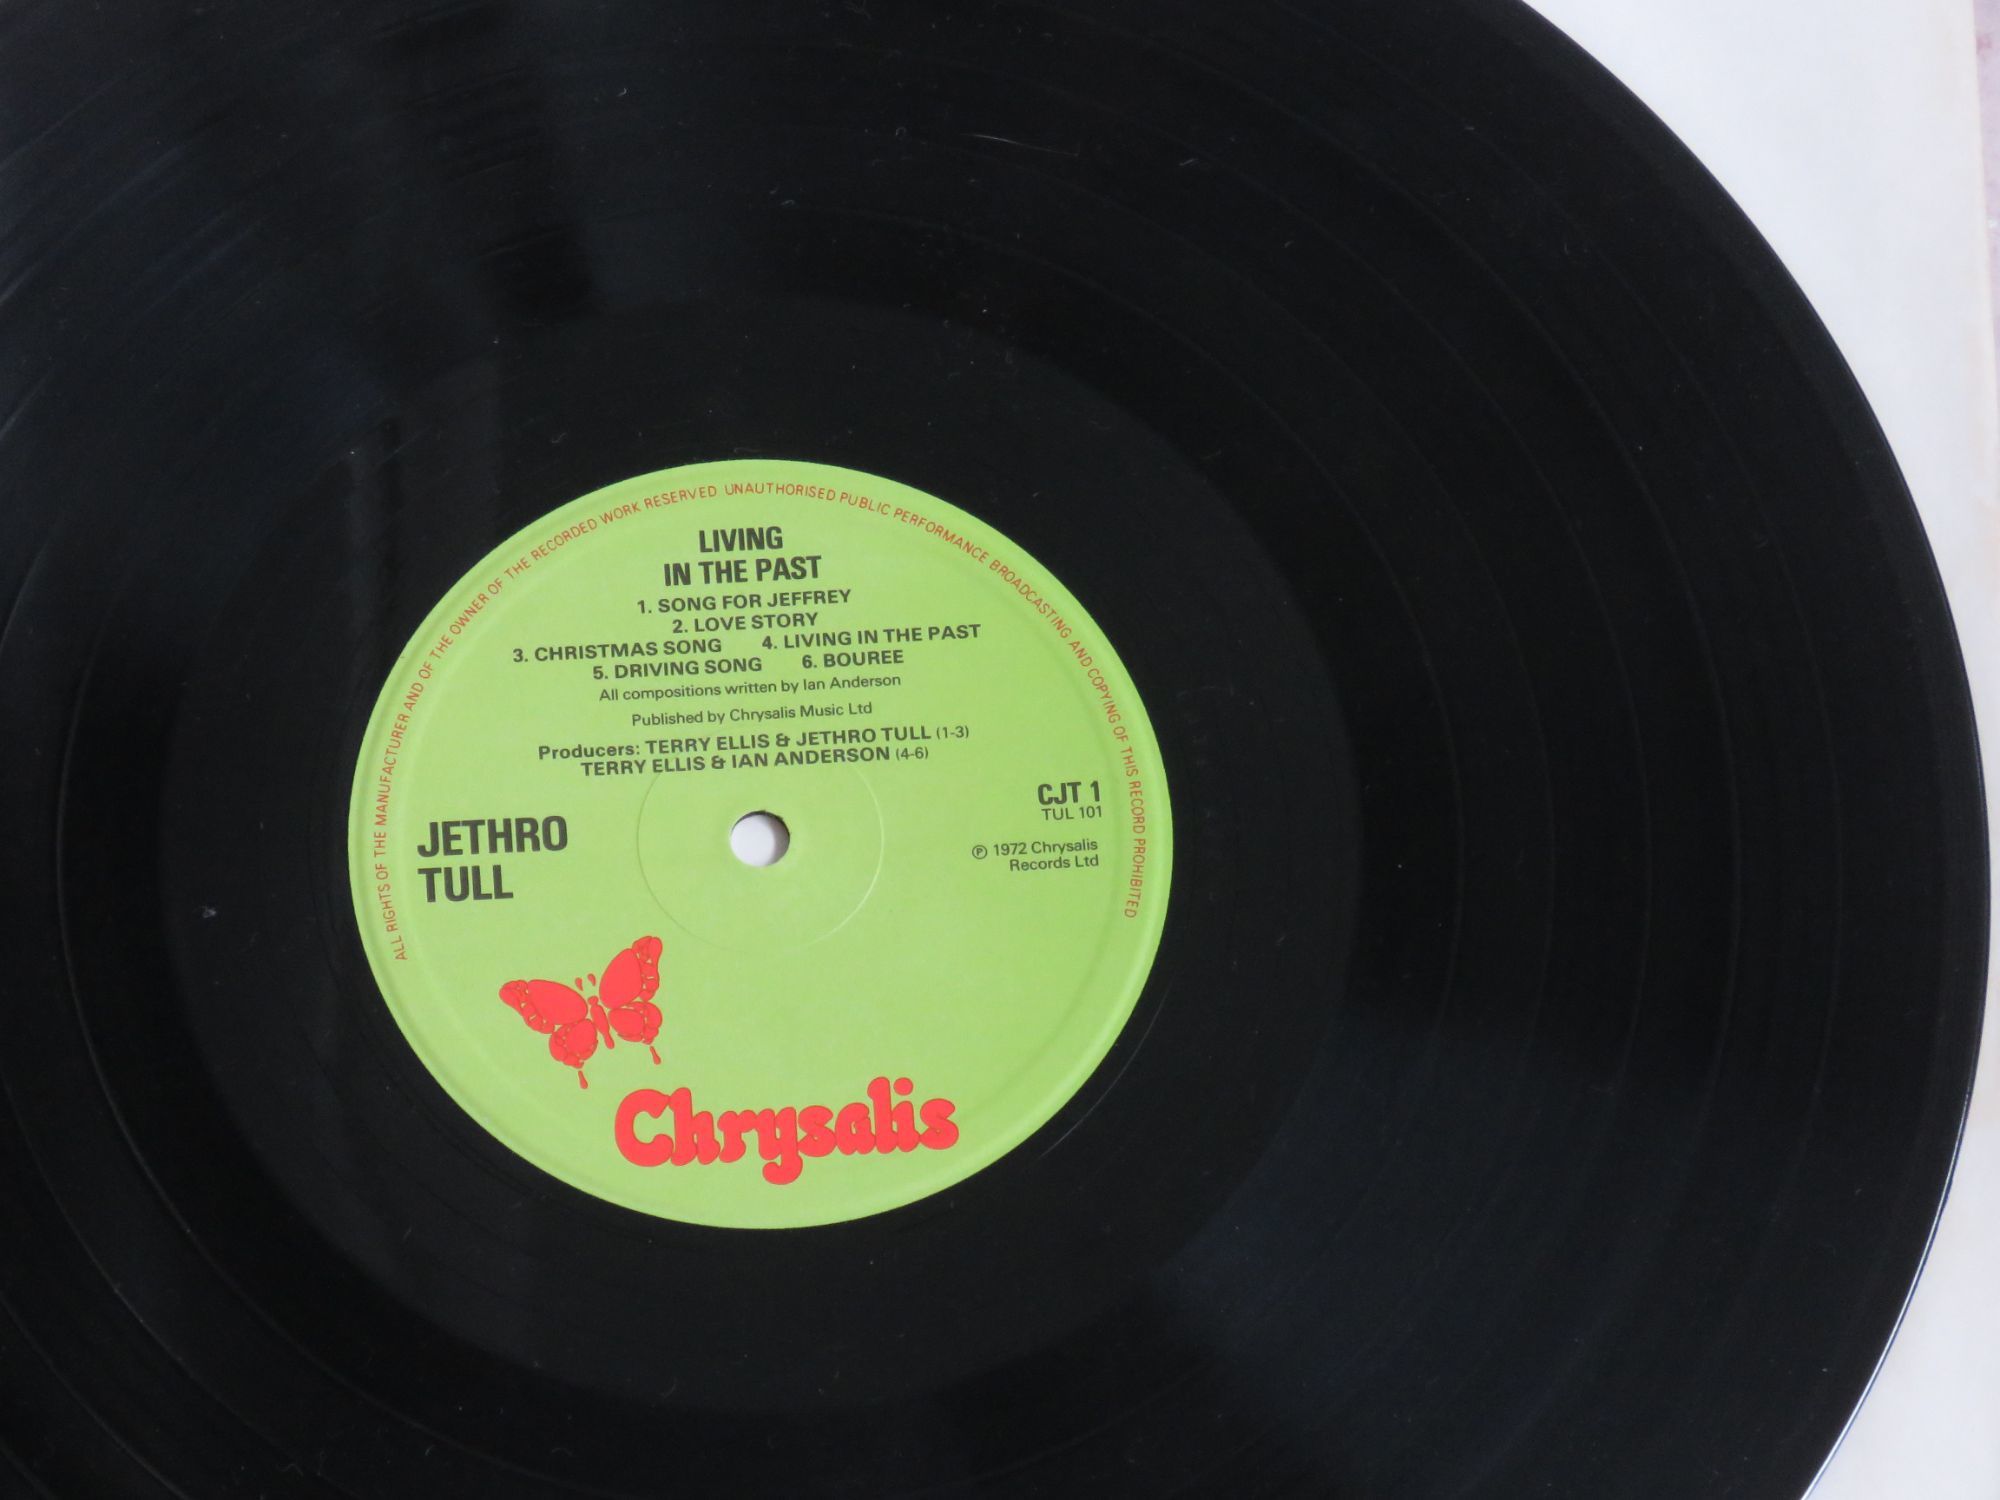 ALL RIGHTS OF THE MANUFACTURER AND OF THE OWNER OF THE RECORDED WORK RESERVED UNAUTHORISED PUBLIC PERFORMANCE BROADCASTING AND COPYING OF THIS RECORD PROHIBITED
LIVING
IN THE PAST
1. SONG FOR JEFFREY
2. LOVE STORY
3. CHRISTMAS SONG 4. LIVING IN THE PAST
5. DRIVING SONG 6. BOUREE
All compositions written by Ian Anderson
Published by Chrysalis Music Ltd
Producers: TERRY ELLIS & JETHRO TULL (1-3)
TERRY ELLIS & IAN ANDERSON (4-6)
JETHRO
TULL
CJT 1
TUL 101
℗ 1972 Chrysalis
Records Ltd
Chrysalis